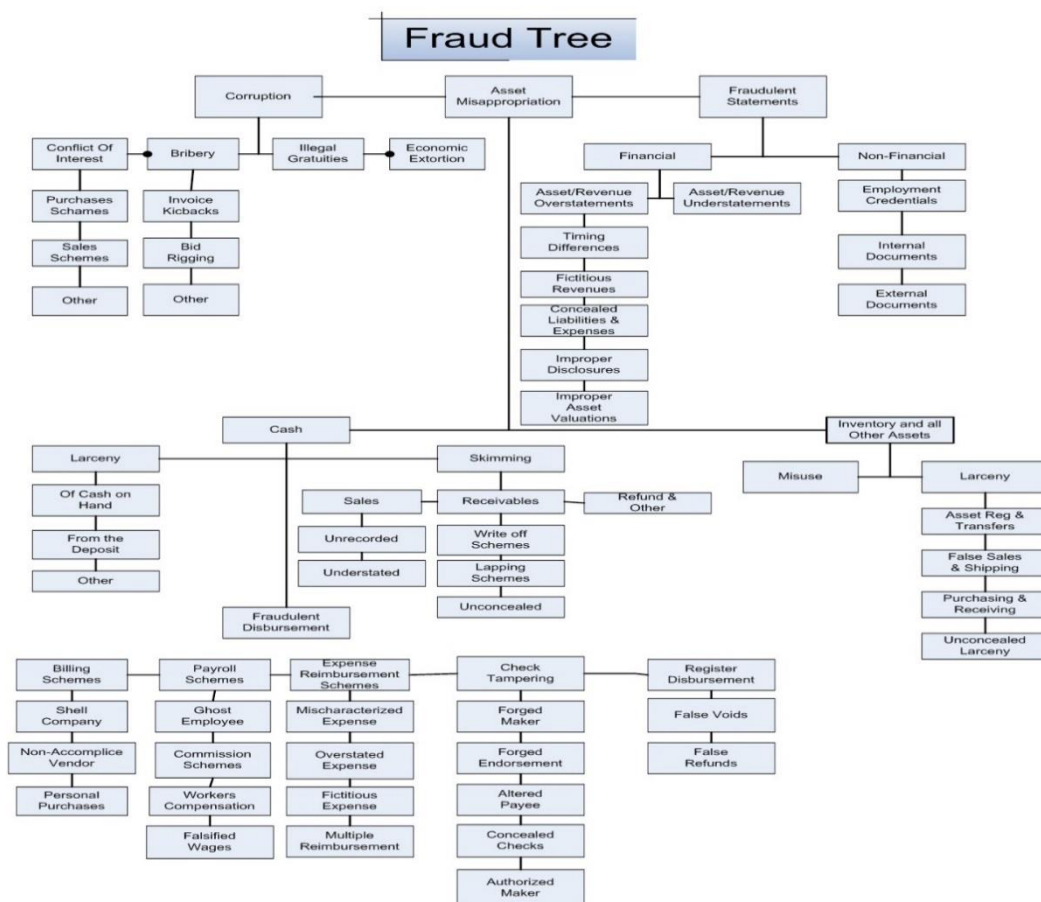 Fraud Tree
Corruption
Asset
Misappropriation
Fraudulent
Statements
Conflict Of
Interest
Bribery
Illegal
Gratuities
Economic
Extortion
Financial
Non-Financial
Purchases
Schames
Invoice
Kicbacks
Asset/Revenue
Overstatements
Asset/Revenue
Understatements
Employment
Credentials
Sales
Schemes
Bid
Rigging
Timing
Differences
Internal
Documents
Other
Other
Fictitious
Revenues
External
Documents
Concealed
Liabilities &
Expenses
Improper
Disclosures
Improper
Asset
Valuations
Cash
Inventory and all
Other Assets
Larceny
Skimming
Misuse
Larceny
Of Cash on
Hand
Sales
Receivables
Refund &
Other
Asset Reg &
Transfers
From the
Deposit
Unrecorded
Write off
Schemes
False Sales
& Shipping
Other
Understated
Lapping
Schemes
Purchasing &
Receiving
Unconcealed
Fraudulent
Disbursement
Unconcealed
Larceny
Billing
Schemes
Payroll
Schemes
Expense
Reimbursement
Schemes
Check
Tampering
Register
Disbursement
Shell
Company
Ghost
Employee
Mischaracterized
Expense
Forged
Maker
False Voids
Non-Accomplice
Vendor
Commission
Schemes
Overstated
Expense
Forged
Endorsement
False
Refunds
Personal
Purchases
Workers
Compensation
Fictitious
Expense
Altered
Payee
Falsified
Wages
Multiple
Reimbursement
Concealed
Checks
Authorized
Maker